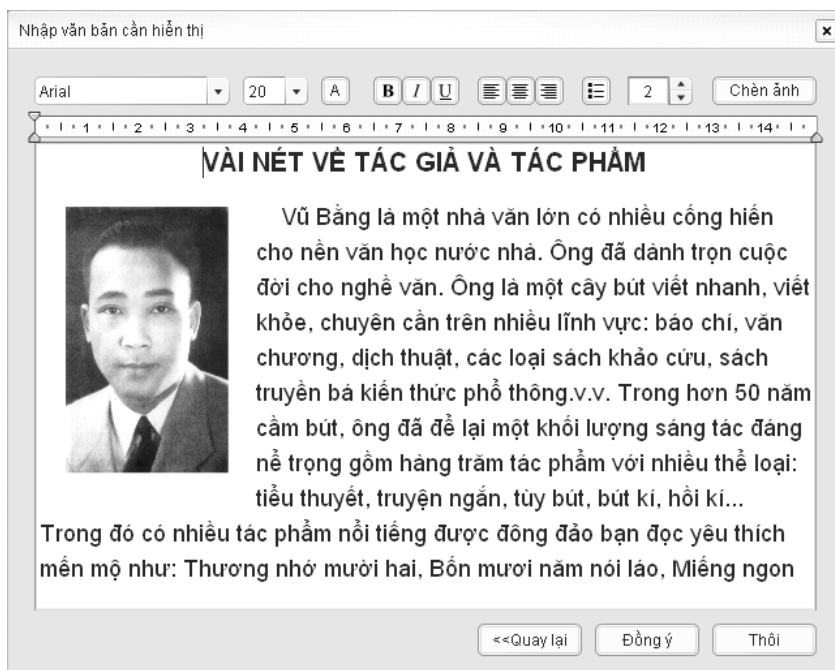 Nhập văn bản cần hiển thị
Arial 20 A B I U 2 Chèn ảnh
1 2 3 4 5 6 7 8 9 10 11 12 13 14
VÀI NÉT VỀ TÁC GIẢ VÀ TÁC PHẨM
Vũ Bằng là một nhà văn lớn có nhiều cống hiến
cho nền văn học nước nhà. Ông đã dành trọn cuộc
đời cho nghề văn. Ông là một cây bút viết nhanh, viết
khỏe, chuyên cần trên nhiều lĩnh vực: báo chí, văn
chương, dịch thuật, các loại sách khảo cứu, sách
truyền bá kiến thức phổ thông.v.v. Trong hơn 50 năm
cầm bút, ông đã để lại một khối lượng sáng tác đáng
nể trọng gồm hàng trăm tác phẩm với nhiều thể loại:
tiểu thuyết, truyện ngắn, tùy bút, bút kí, hồi kí...
Trong đó có nhiều tác phẩm nổi tiếng được đông đảo bạn đọc yêu thích
mến mộ như: Thương nhớ mười hai, Bốn mươi năm nói láo, Miếng ngon
<<Quay lại Đồng ý Thôi